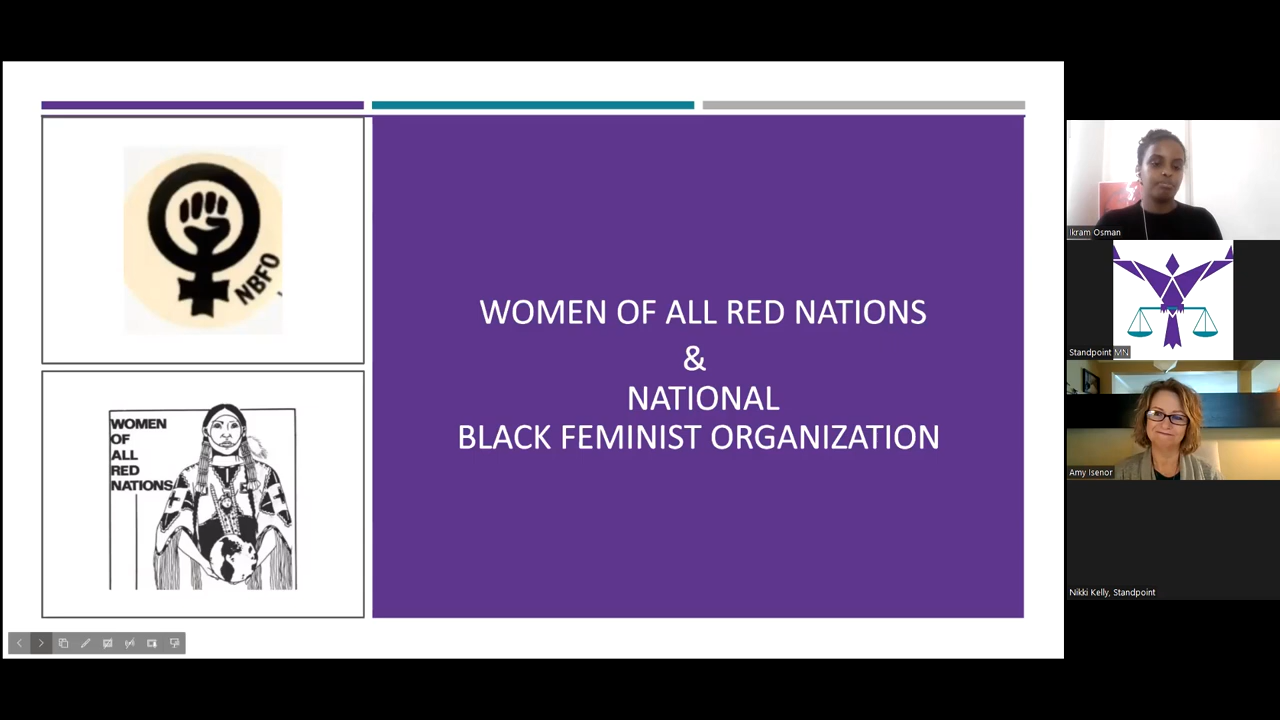 NBFO
WOMEN
OF
ALL
RED
NATIONS
WOMEN OF ALL RED NATIONS
&
NATIONAL
BLACK FEMINIST ORGANIZATION
Ikram Osman
Standpoint MN
Amy Isenor
Nikki Kelly, Standpoint